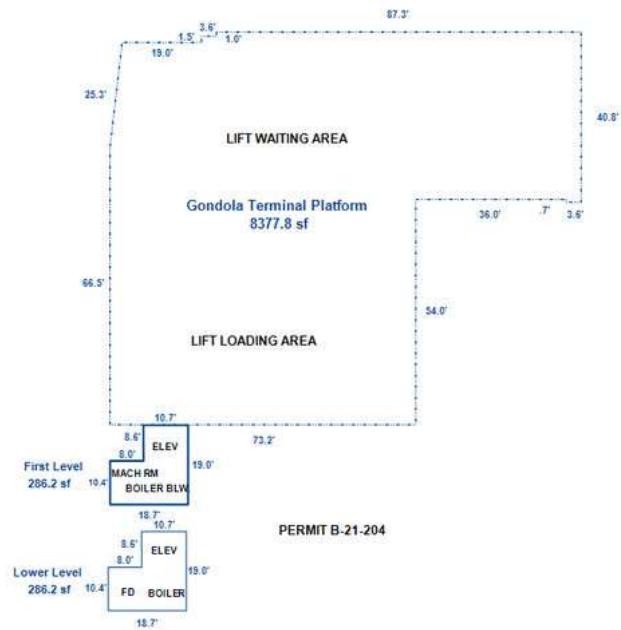 87.3'
3.6'
1.5'
1.0'
19.0'
25.3'
40.8'
LIFT WAITING AREA
Gondola Terminal Platform
8377.8 sf
36.0'
.7'
3.6'
66.5'
54.0'
LIFT LOADING AREA
10.7'
73.2'
8.6'
ELEV
8.0'
19.0'
First Level
286.2 sf
10.4'
MACH RM
BOILER BLW
18.7'
PERMIT B-21-204
10.7'
8.6'
ELEV
8.0'
19.0'
Lower Level
286.2 sf
10.4'
FD BOILER
18.7'